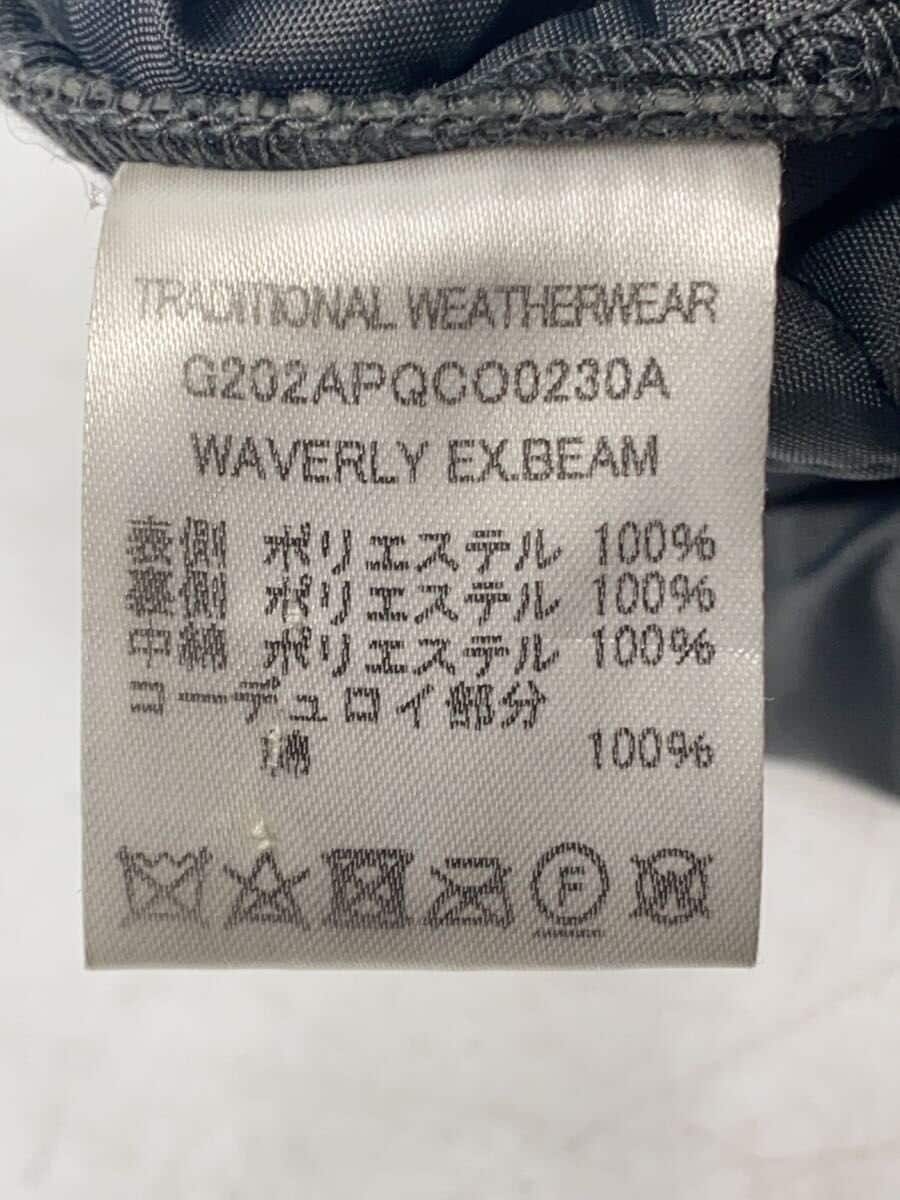 TRADITIONAL WEATHERWEAR
G202APQCO0230A
WAVERLY EX.BEAM
表側 ポリエステル 100%
裏側 ポリエステル 100%
中綿 ポリエステル 100%
コーデュロイ部分
綿 100%
F
W